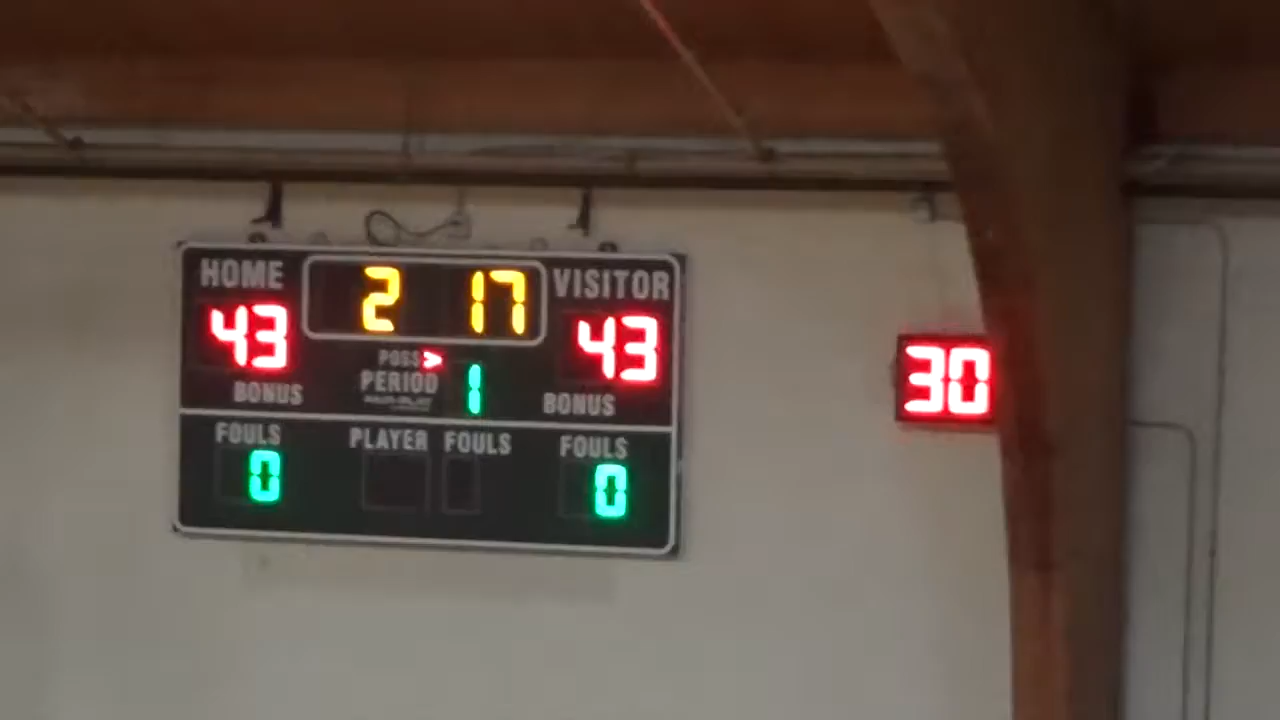 HOME 2 17 VISITOR
43 43
POSS >
PERIOD 1
BONUS BONUS
FOULS PLAYER FOULS FOULS
0 0
30